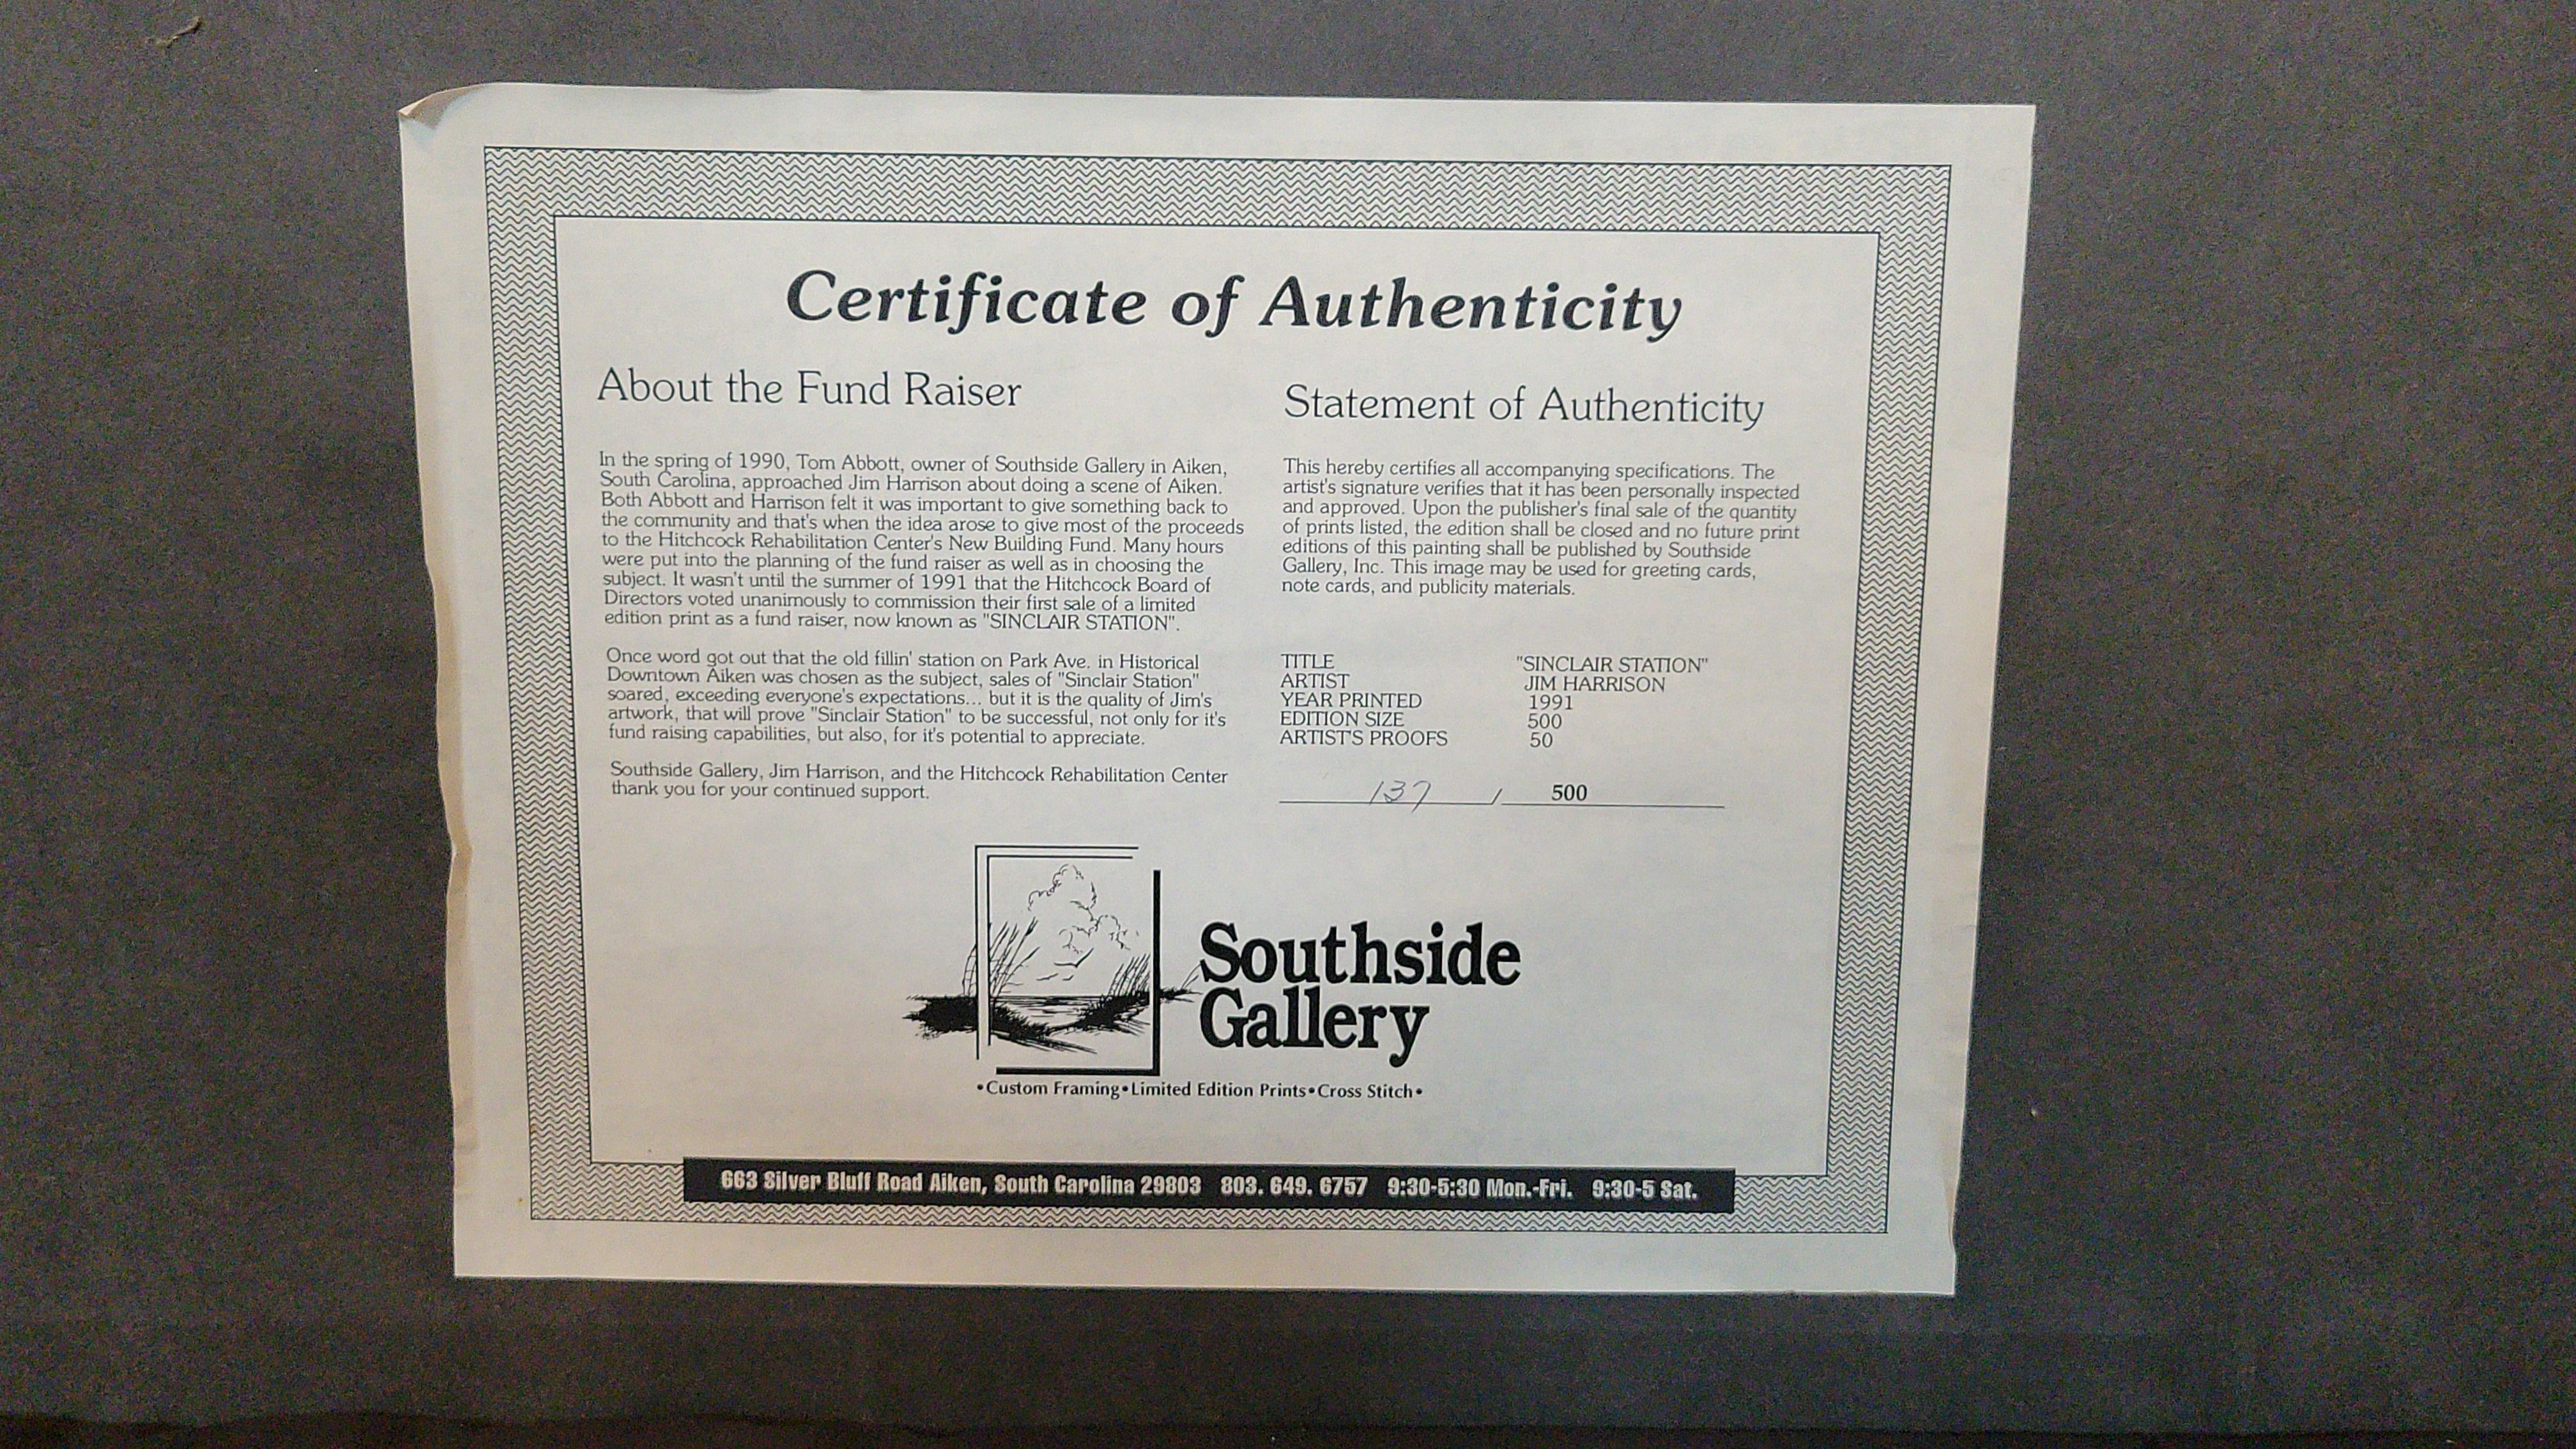 Certificate of Authenticity
About the Fund Raiser
In the spring of 1990, Tom Abbott, owner of Southside Gallery in Aiken,
South Carolina, approached Jim Harrison about doing a scene of Aiken.
Both Abbott and Harrison felt it was important to give something back to
the community and that's when the idea arose to give most of the proceeds
to the Hitchcock Rehabilitation Center's New Building Fund. Many hours
were put into the planning of the fund raiser as well as in choosing the
subject. It wasn't until the summer of 1991 that the Hitchcock Board of
Directors voted unanimously to commission their first sale of a limited
edition print as a fund raiser, now known as "SINCLAIR STATION".
Once word got out that the old fillin' station on Park Ave. in Historical
Downtown Aiken was chosen as the subject, sales of "Sinclair Station"
soared, exceeding everyone's expectations... but it is the quality of Jim's
artwork, that will prove "Sinclair Station" to be successful, not only for it's
fund raising capabilities, but also, for it's potential to appreciate.
Southside Gallery, Jim Harrison, and the Hitchcock Rehabilitation Center
thank you for your continued support.
Statement of Authenticity
This hereby certifies all accompanying specifications. The
artist's signature verifies that it has been personally inspected
and approved. Upon the publisher's final sale of the quantity
of prints listed, the edition shall be closed and no future print
editions of this painting shall be published by Southside
Gallery, Inc. This image may be used for greeting cards,
note cards, and publicity materials.
TITLE "SINCLAIR STATION"
ARTIST JIM HARRISON
YEAR PRINTED 1991
EDITION SIZE 500
ARTIST'S PROOFS 50
137 / 500
Southside
Gallery
•Custom Framing•Limited Edition Prints•Cross Stitch•
663 Silver Bluff Road Aiken, South Carolina 29803 803. 649. 6757 9:30-5:30 Mon.-Fri. 9:30-5 Sat.